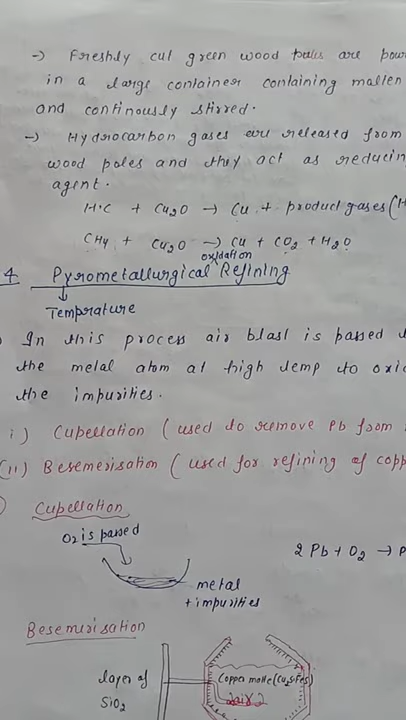 → Freshly cut green wood poles are pou
in a large container containing molten
and continously stirred.
→ Hydrocarbon gases are released from
wood poles and they act as reducin
agent.
H·C + Cu2O → Cu + product gases (H
CH4 + Cu2O → Cu + CO2 + H2O
oxidation
4 Pyrometallurgical Refining
Temprature
In this process air blast is passed
the metal atom at high temp to oxi
the impurities.
i) Cupellation (used to remove Pb from
(ii) Besemerisation (used for refining of copp
Cupellation
O2 is passed
2 Pb + O2 → P
metal
+ impurities
Besemerisation
layer of
SiO2
Copper matte (Cu2S+FeS)